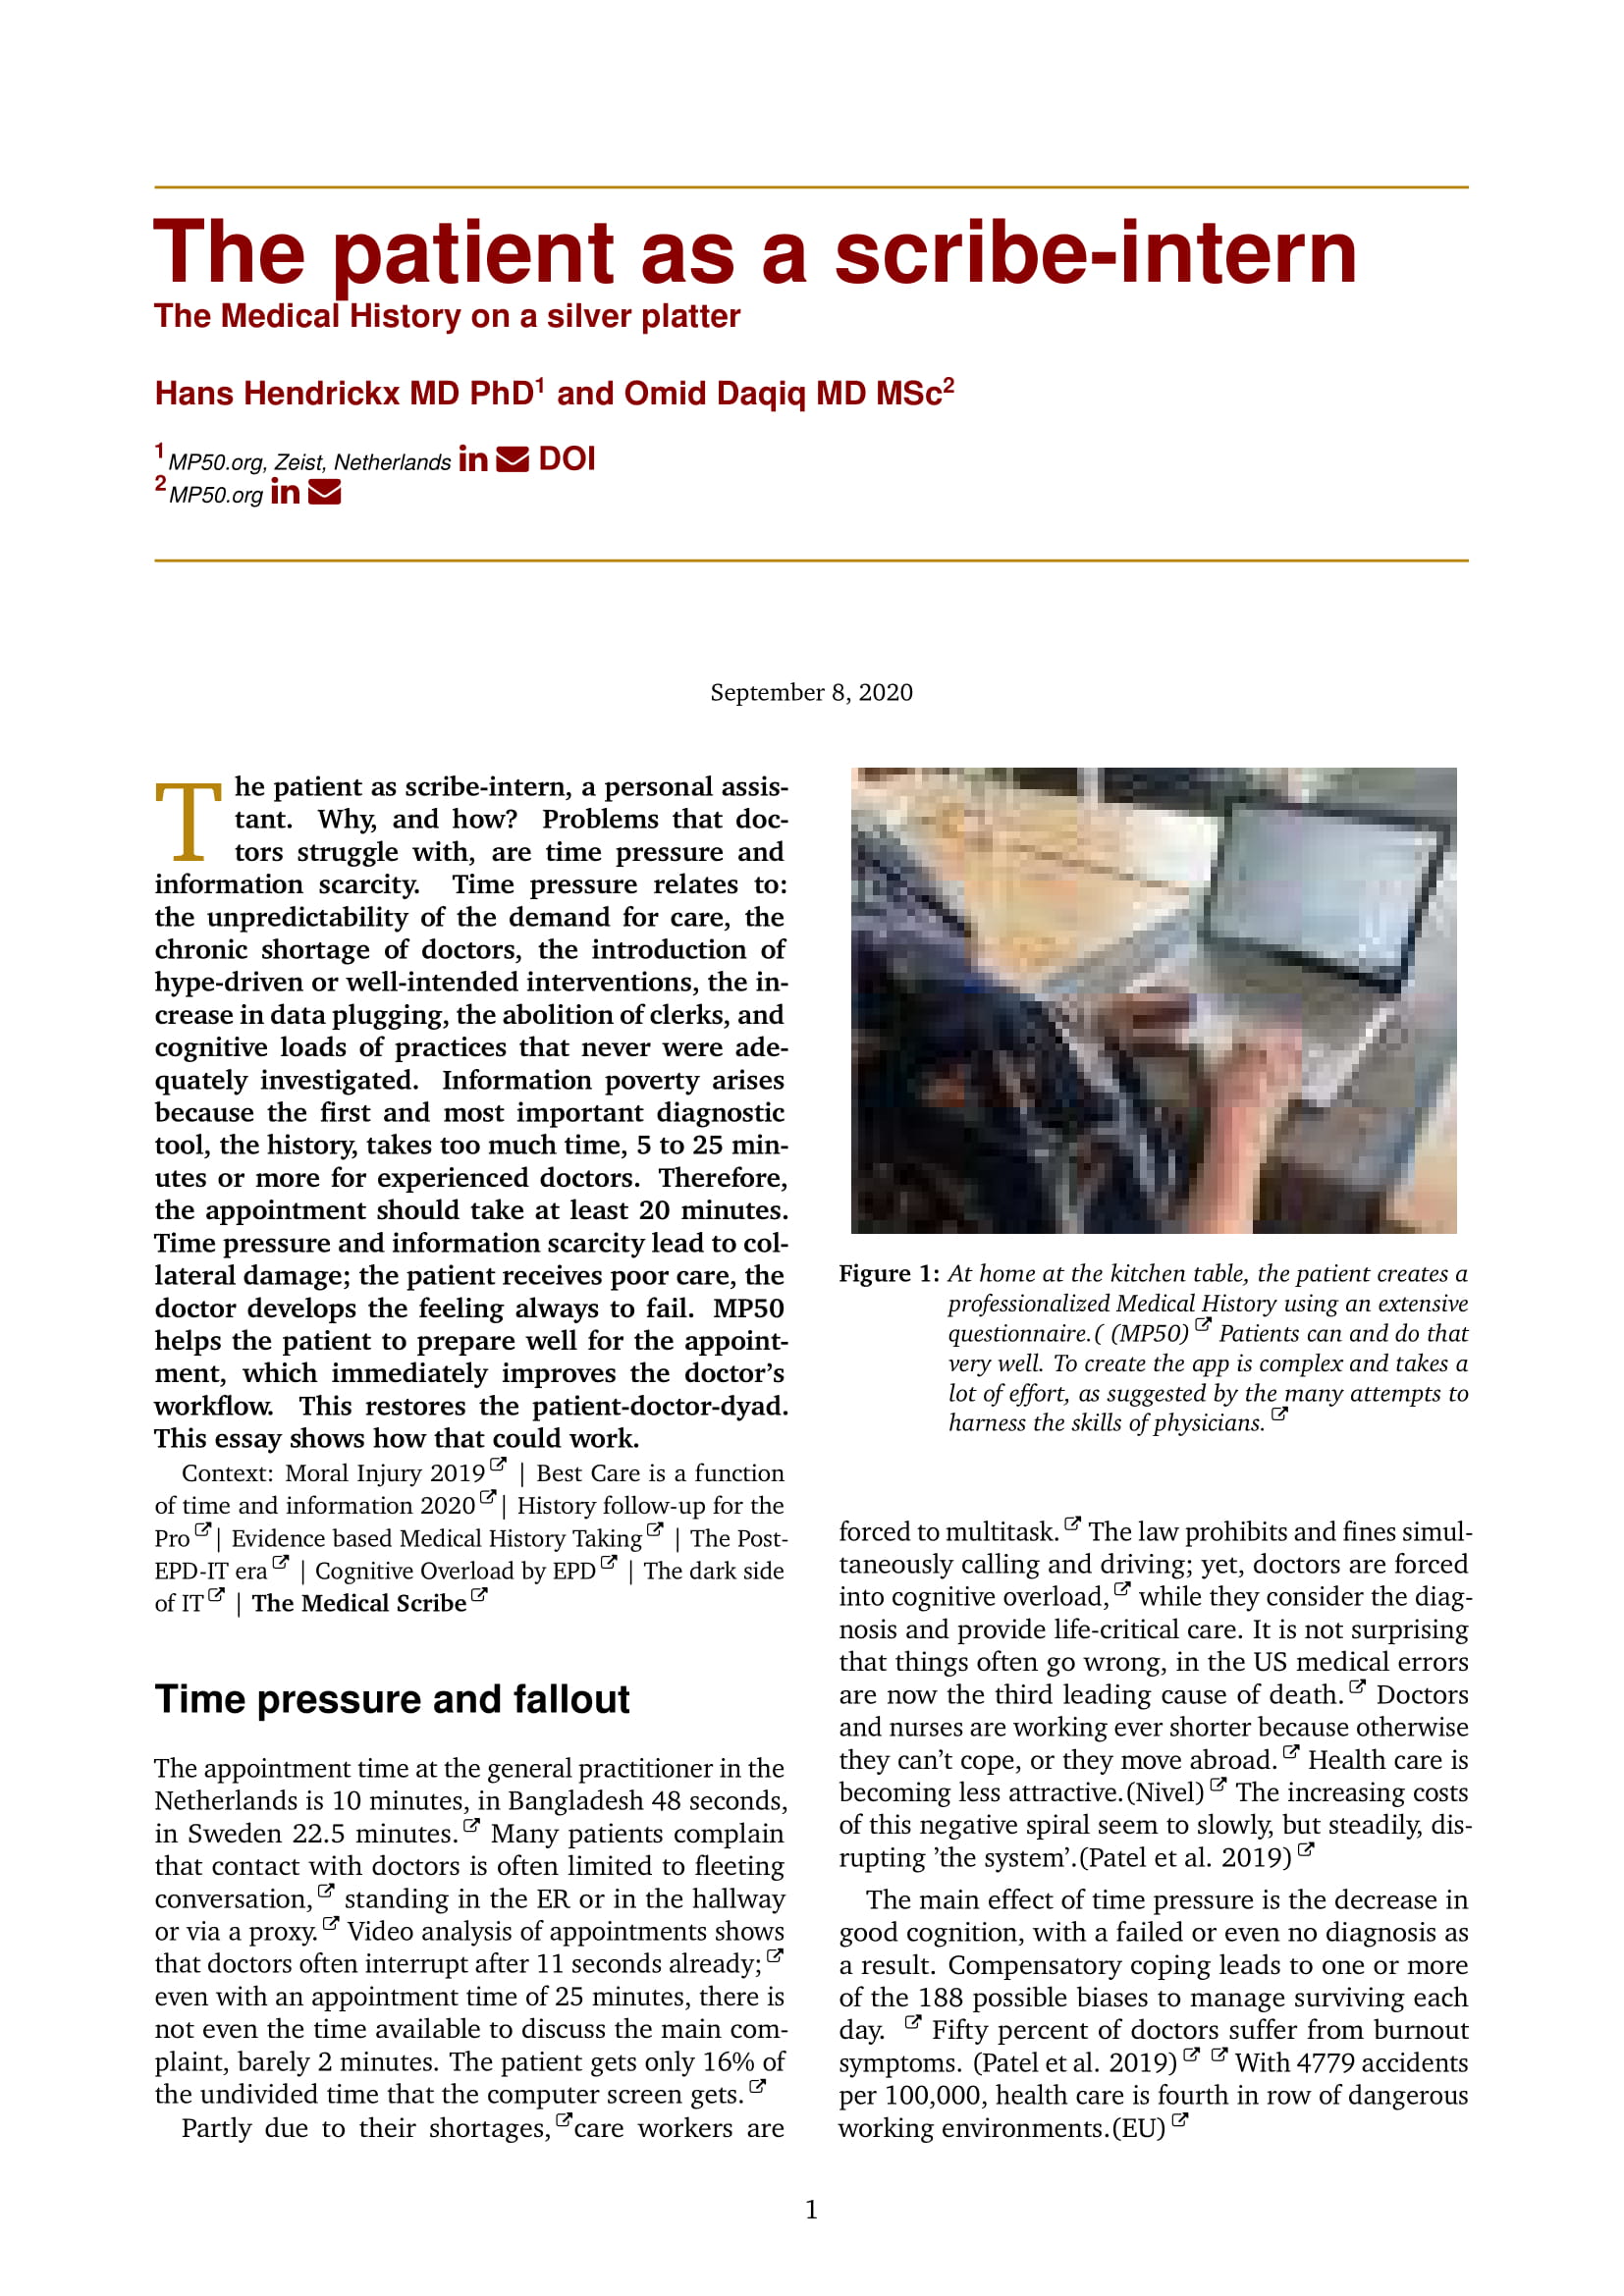 The patient as a scribe-intern
The Medical History on a silver platter
Hans Hendrickx MD PhD1 and Omid Daqiq MD MSc2
1 MP50.org, Zeist, Netherlands in DOI
2 MP50.org in
September 8, 2020
The patient as scribe-intern, a personal assis-
tant. Why, and how? Problems that doc-
tors struggle with, are time pressure and
information scarcity. Time pressure relates to:
the unpredictability of the demand for care, the
chronic shortage of doctors, the introduction of
hype-driven or well-intended interventions, the in-
crease in data plugging, the abolition of clerks, and
cognitive loads of practices that never were ade-
quately investigated. Information poverty arises
because the first and most important diagnostic
tool, the history, takes too much time, 5 to 25 min-
utes or more for experienced doctors. Therefore,
the appointment should take at least 20 minutes.
Time pressure and information scarcity lead to col-
lateral damage; the patient receives poor care, the
doctor develops the feeling always to fail. MP50
helps the patient to prepare well for the appoint-
ment, which immediately improves the doctor's
workflow. This restores the patient-doctor-dyad.
This essay shows how that could work.
Context: Moral Injury 2019 | Best Care is a function
of time and information 2020 | History follow-up for the
Pro | Evidence based Medical History Taking | The Post-
EPD-IT era | Cognitive Overload by EPD | The dark side
of IT | The Medical Scribe
Time pressure and fallout
The appointment time at the general practitioner in the
Netherlands is 10 minutes, in Bangladesh 48 seconds,
in Sweden 22.5 minutes. Many patients complain
that contact with doctors is often limited to fleeting
conversation, standing in the ER or in the hallway
or via a proxy. Video analysis of appointments shows
that doctors often interrupt after 11 seconds already;
even with an appointment time of 25 minutes, there is
not even the time available to discuss the main com-
plaint, barely 2 minutes. The patient gets only 16% of
the undivided time that the computer screen gets.
Partly due to their shortages, care workers are
Figure 1: At home at the kitchen table, the patient creates a
professionalized Medical History using an extensive
questionnaire.( (MP50) Patients can and do that
very well. To create the app is complex and takes a
lot of effort, as suggested by the many attempts to
harness the skills of physicians.
forced to multitask. The law prohibits and fines simul-
taneously calling and driving; yet, doctors are forced
into cognitive overload, while they consider the diag-
nosis and provide life-critical care. It is not surprising
that things often go wrong, in the US medical errors
are now the third leading cause of death. Doctors
and nurses are working ever shorter because otherwise
they can't cope, or they move abroad. Health care is
becoming less attractive.(Nivel) The increasing costs
of this negative spiral seem to slowly, but steadily, dis-
rupting 'the system'.(Patel et al. 2019)
The main effect of time pressure is the decrease in
good cognition, with a failed or even no diagnosis as
a result. Compensatory coping leads to one or more
of the 188 possible biases to manage surviving each
day. Fifty percent of doctors suffer from burnout
symptoms. (Patel et al. 2019) With 4779 accidents
per 100,000, health care is fourth in row of dangerous
working environments.(EU)
1